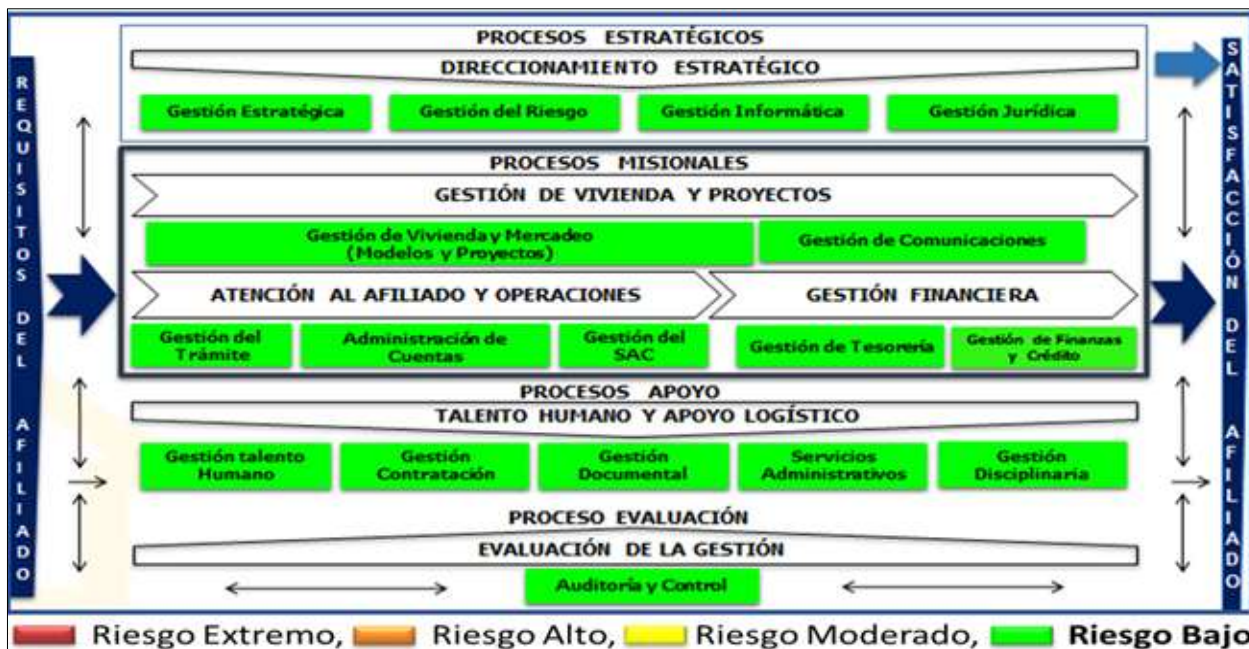 REQUISITOS DEL AFILIADO
PROCESOS ESTRATÉGICOS
DIRECCIONAMIENTO ESTRATÉGICO
Gestión Estratégica
Gestión del Riesgo
Gestión Informática
Gestión Jurídica
PROCESOS MISIONALES
GESTIÓN DE VIVIENDA Y PROYECTOS
Gestión de Vivienda y Mercadeo
(Modelos y Proyectos)
Gestión de Comunicaciones
ATENCIÓN AL AFILIADO Y OPERACIONES
GESTIÓN FINANCIERA
Gestión del
Trámite
Administración de
Cuentas
Gestión del
SAC
Gestión de Tesorería
Gestión de Finanzas
y Crédito
PROCESOS APOYO
TALENTO HUMANO Y APOYO LOGÍSTICO
Gestión talento
Humano
Gestión
Contratación
Gestión
Documental
Servicios
Administrativos
Gestión
Disciplinaria
PROCESO EVALUACIÓN
EVALUACIÓN DE LA GESTIÓN
Auditoría y Control
SATISFACCIÓN DEL AFILIADO
Riesgo Extremo, Riesgo Alto, Riesgo Moderado, Riesgo Bajo